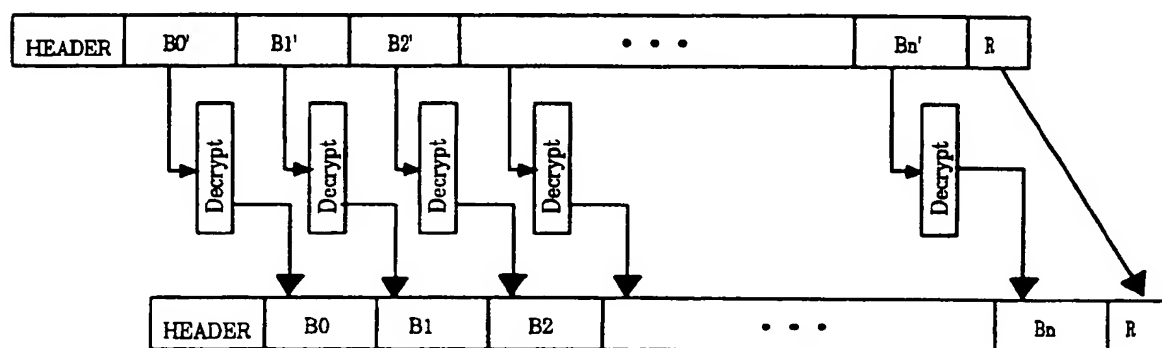 HEADER B0' B1' B2' • • • Bn' R
Decrypt Decrypt Decrypt Decrypt Decrypt
HEADER B0 B1 B2 • • • Bn R